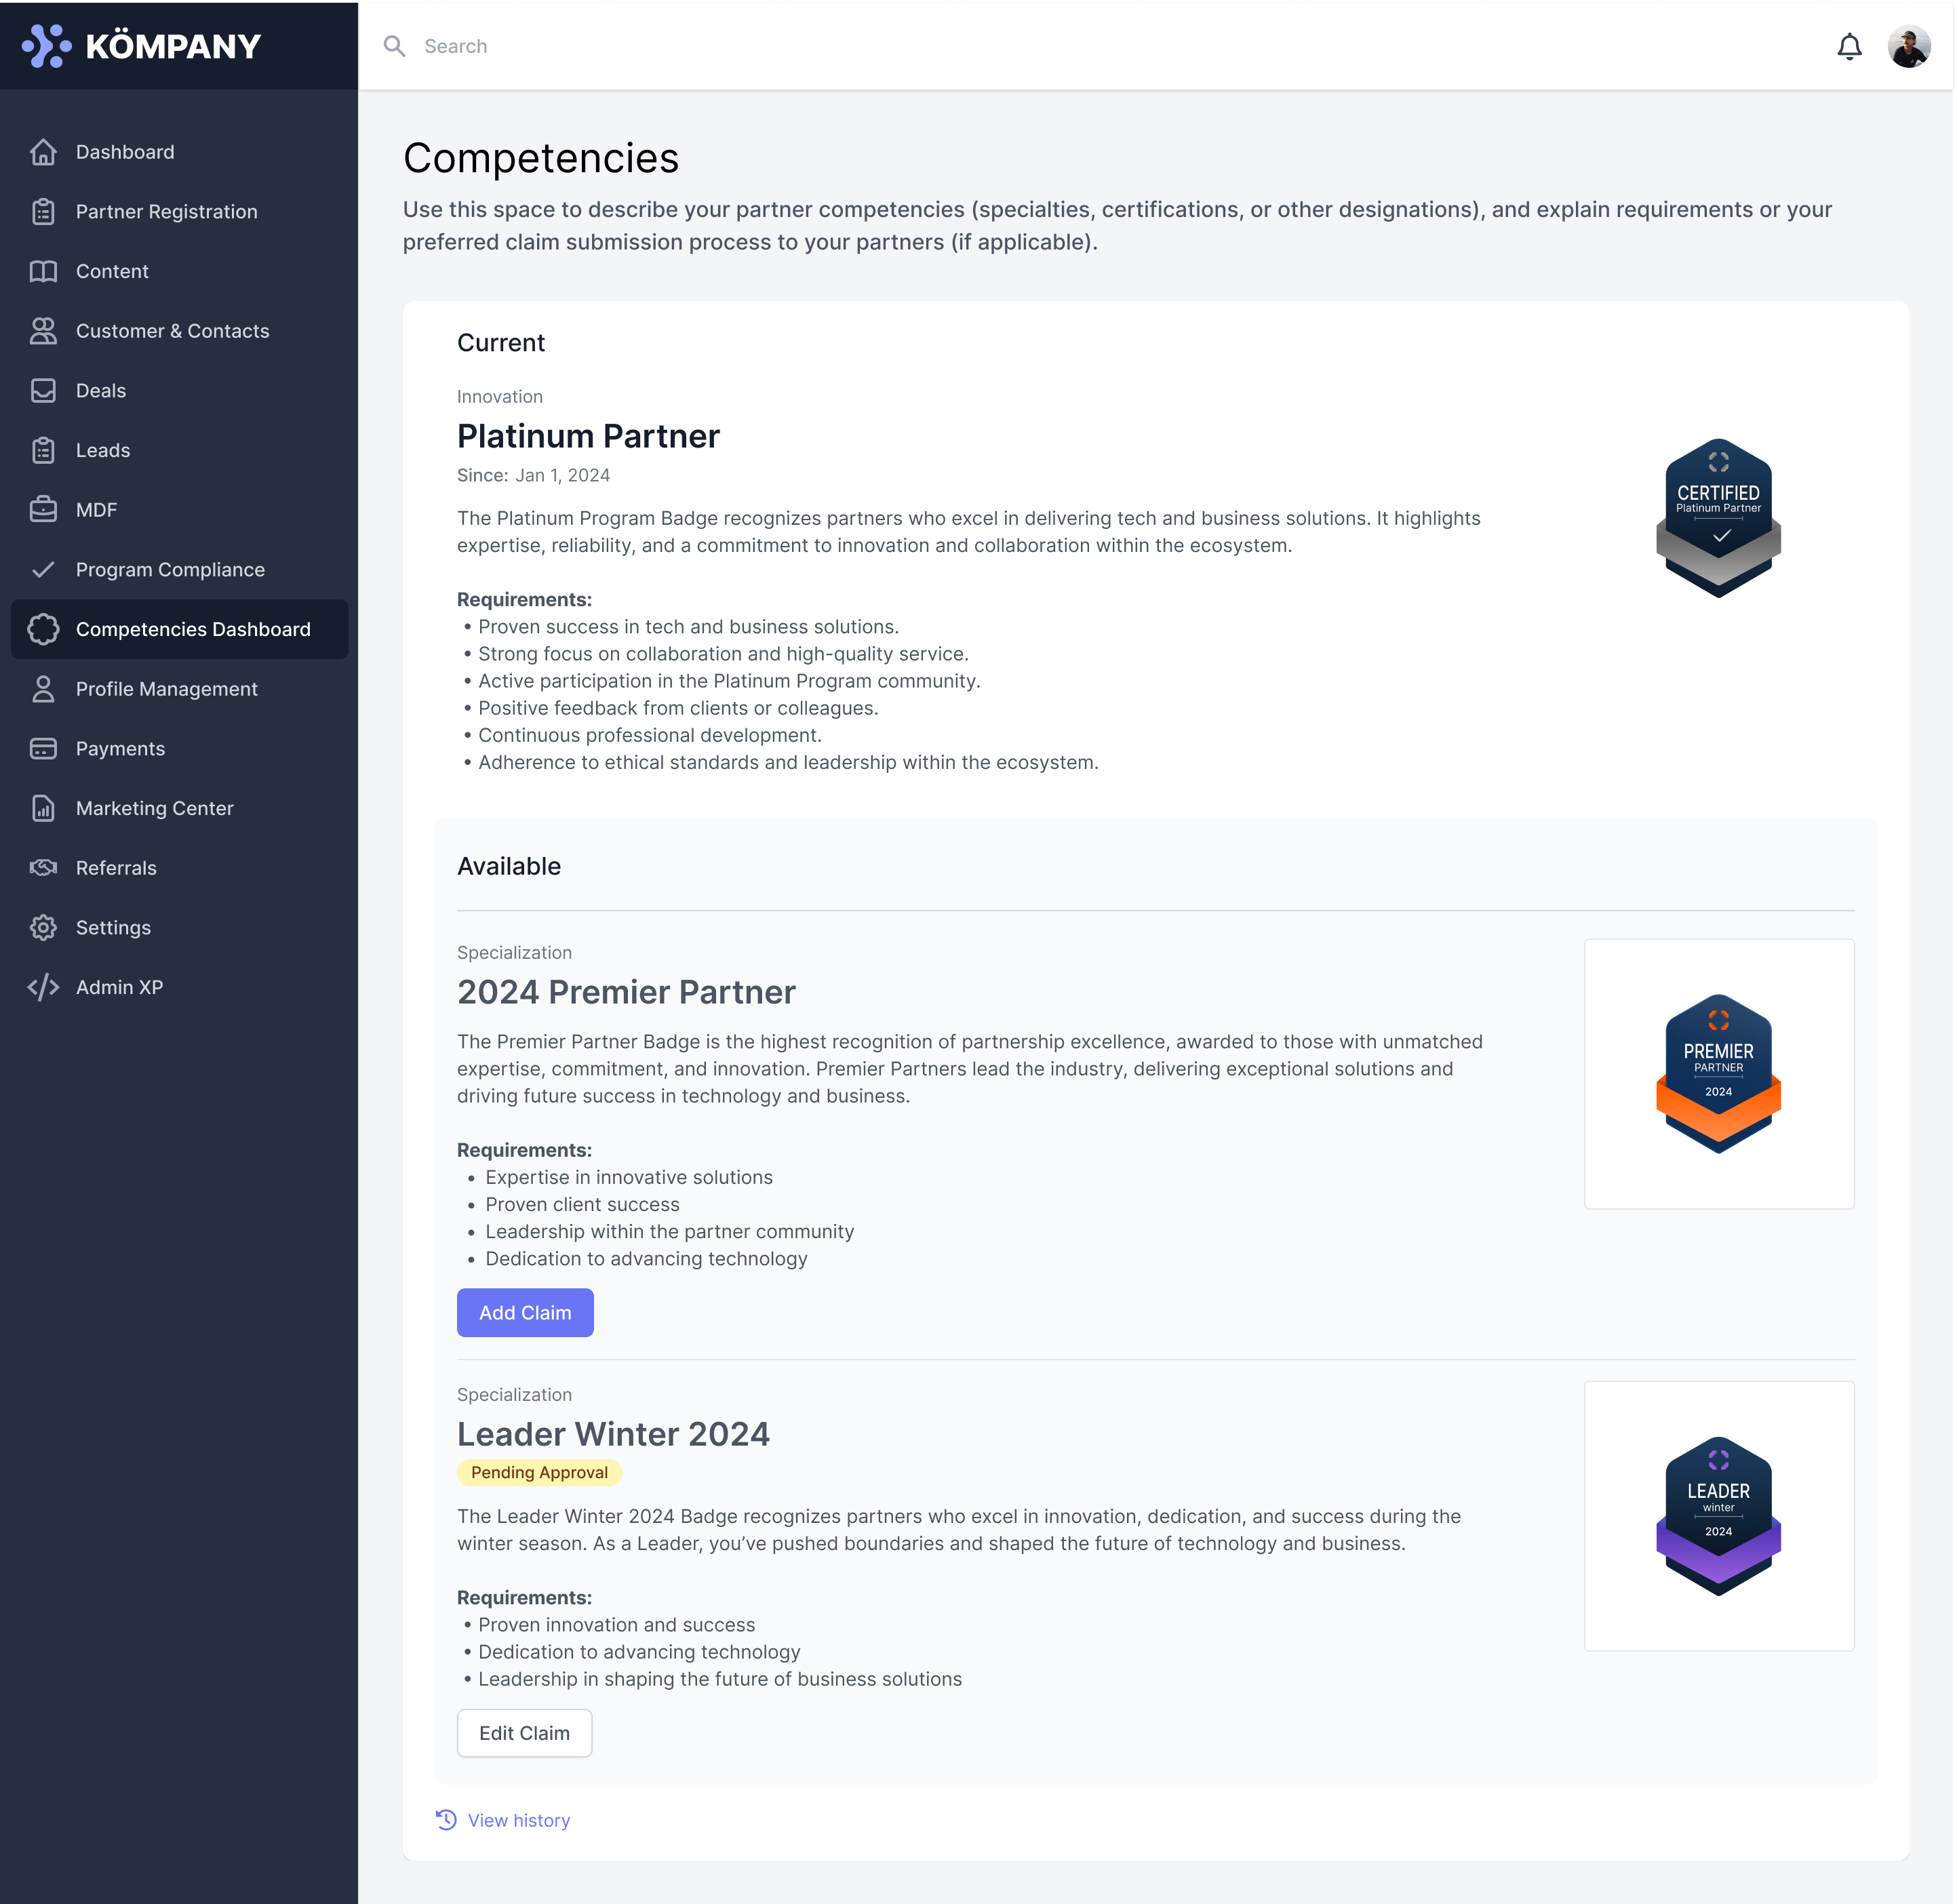 KÖMPANY
Search
Dashboard
Partner Registration
Content
Customer & Contacts
Deals
Leads
MDF
Program Compliance
Competencies Dashboard
Profile Management
Payments
Marketing Center
Referrals
Settings
Admin XP
Competencies
Use this space to describe your partner competencies (specialties, certifications, or other designations), and explain requirements or your
preferred claim submission process to your partners (if applicable).
Current
Innovation
Platinum Partner
Since: Jan 1, 2024
The Platinum Program Badge recognizes partners who excel in delivering tech and business solutions. It highlights
expertise, reliability, and a commitment to innovation and collaboration within the ecosystem.
Requirements:
• Proven success in tech and business solutions.
• Strong focus on collaboration and high-quality service.
• Active participation in the Platinum Program community.
• Positive feedback from clients or colleagues.
• Continuous professional development.
• Adherence to ethical standards and leadership within the ecosystem.
CERTIFIED
Platinum Partner
Available
Specialization
2024 Premier Partner
The Premier Partner Badge is the highest recognition of partnership excellence, awarded to those with unmatched
expertise, commitment, and innovation. Premier Partners lead the industry, delivering exceptional solutions and
driving future success in technology and business.
Requirements:
• Expertise in innovative solutions
• Proven client success
• Leadership within the partner community
• Dedication to advancing technology
Add Claim
PREMIER
PARTNER
2024
Specialization
Leader Winter 2024
Pending Approval
The Leader Winter 2024 Badge recognizes partners who excel in innovation, dedication, and success during the
winter season. As a Leader, you’ve pushed boundaries and shaped the future of technology and business.
Requirements:
• Proven innovation and success
• Dedication to advancing technology
• Leadership in shaping the future of business solutions
Edit Claim
LEADER
winter
2024
View history